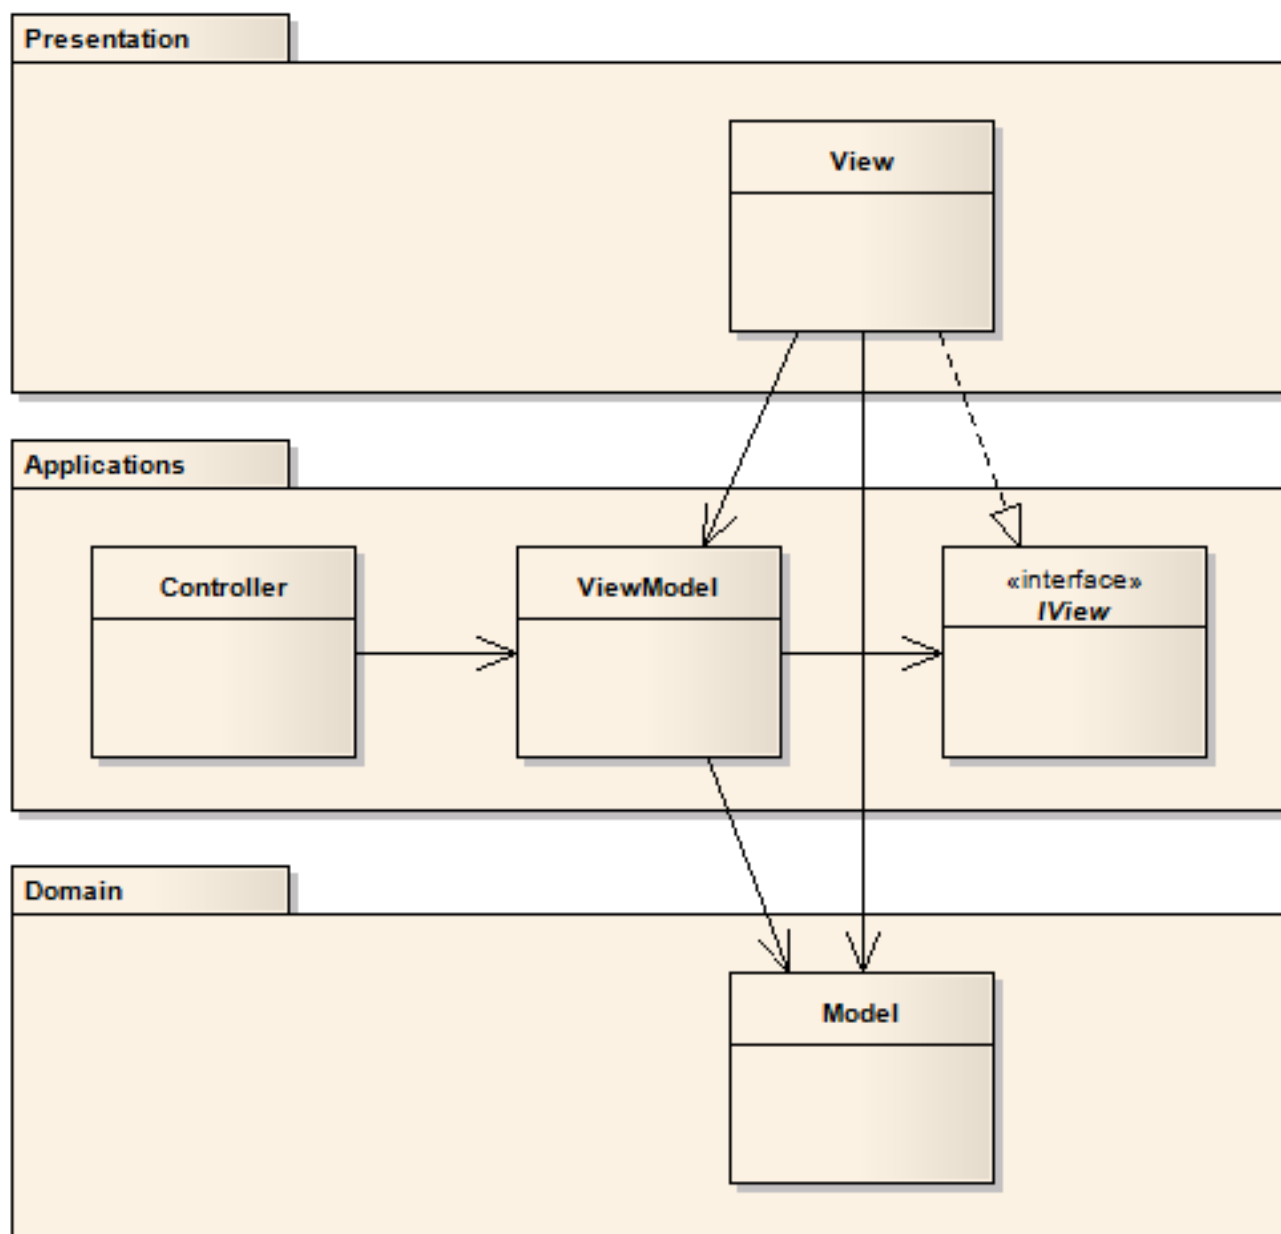 Presentation
View
Applications
Controller
ViewModel
«interface»
IView
Domain
Model